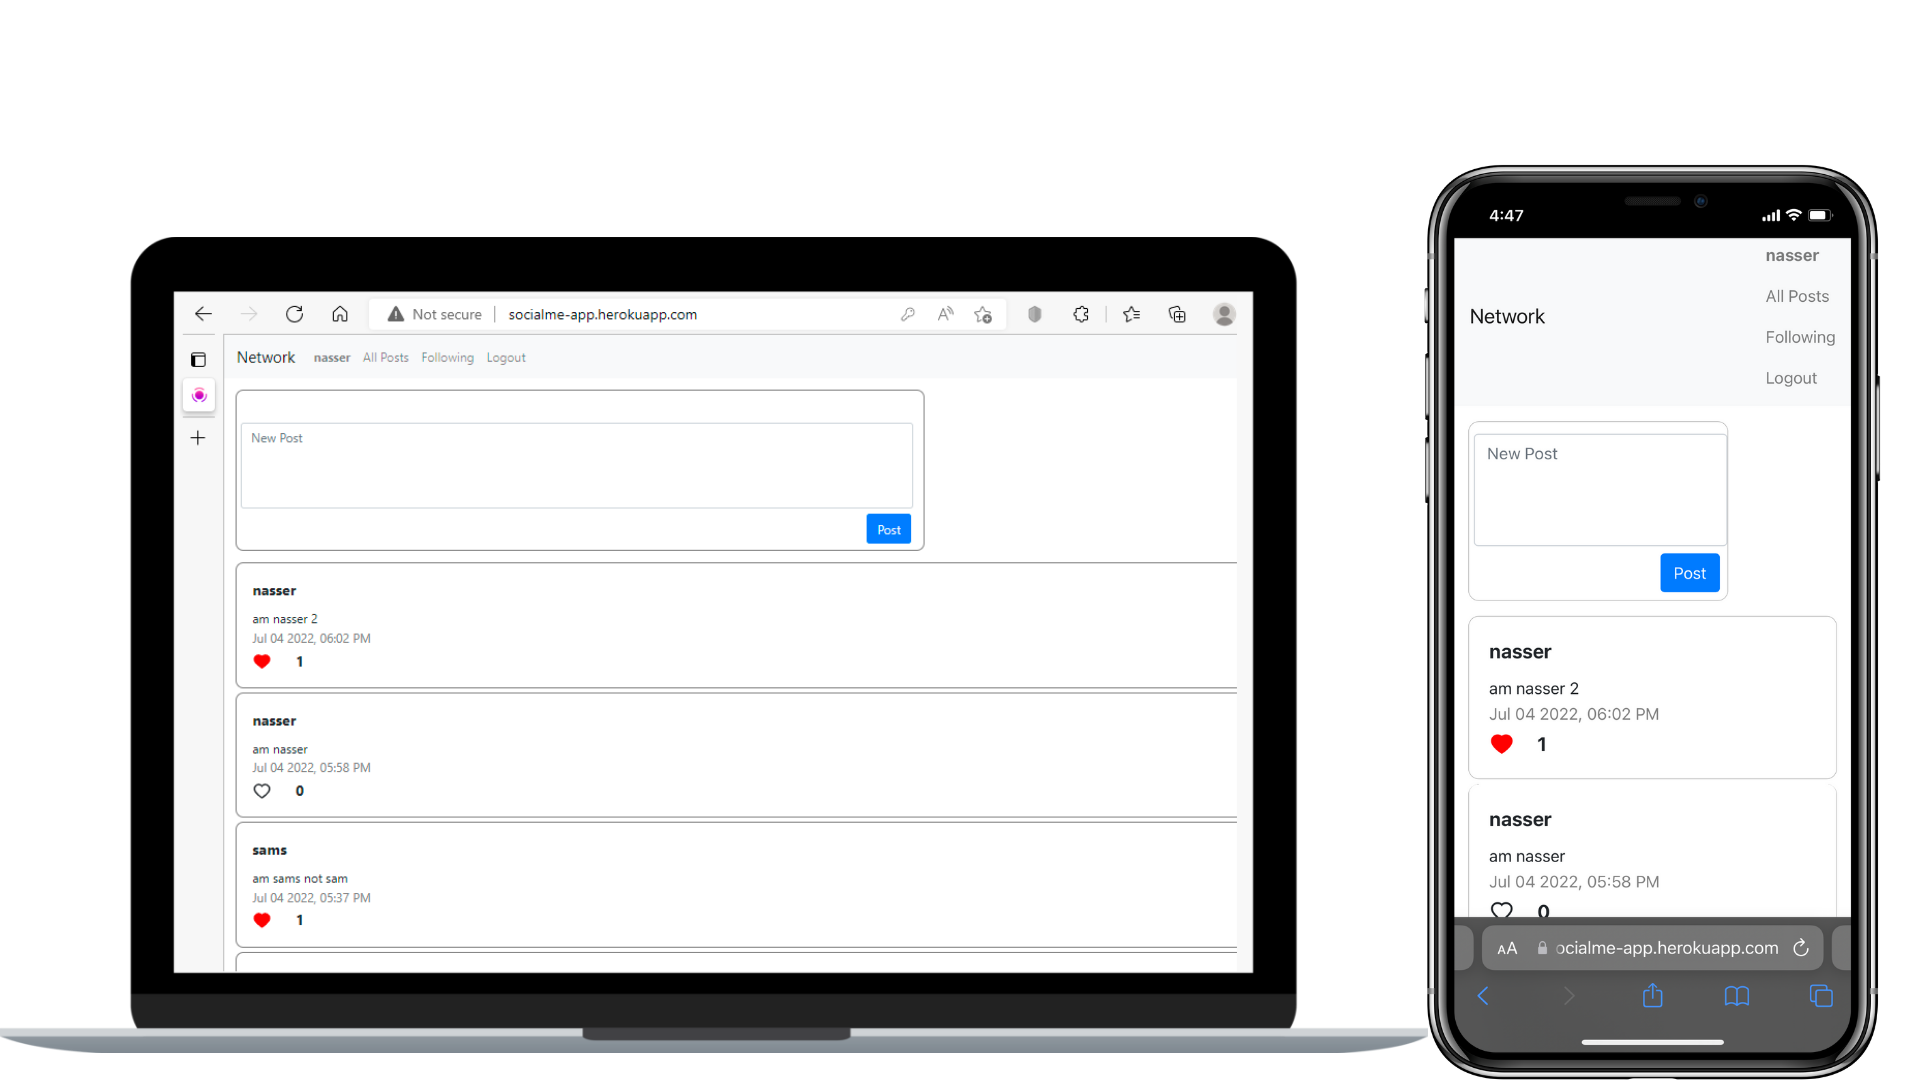 Not secure socialme-app.herokuapp.com
Network nasser All Posts Following Logout
New Post
Post
nasser
am nasser 2
Jul 04 2022, 06:02 PM
1
nasser
am nasser
Jul 04 2022, 05:58 PM
0
sams
am sams not sam
Jul 04 2022, 05:37 PM
1
4:47
nasser
All Posts
Network
Following
Logout
New Post
Post
nasser
am nasser 2
Jul 04 2022, 06:02 PM
1
nasser
am nasser
Jul 04 2022, 05:58 PM
0
AA ocialme-app.herokuapp.com